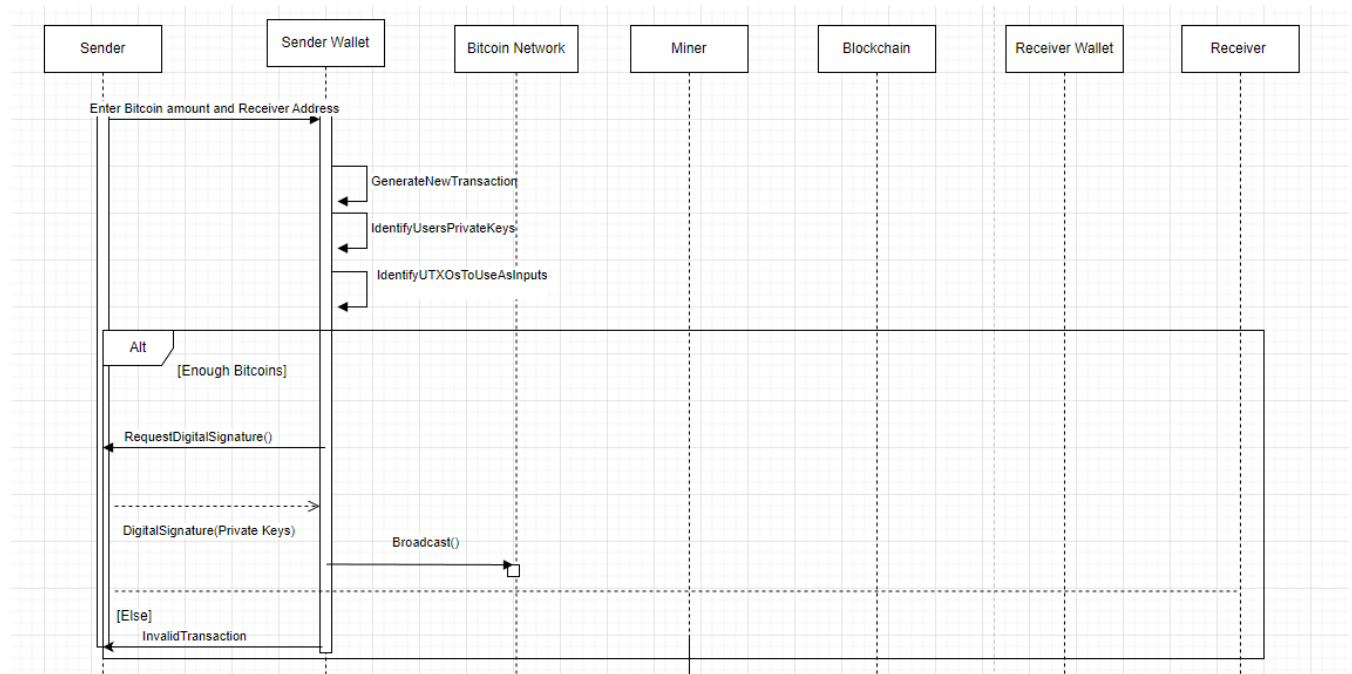 Sender
Sender Wallet
Bitcoin Network
Miner
Blockchain
Receiver Wallet
Receiver
Enter Bitcoin amount and Receiver Address
GenerateNewTransaction
IdentifyUsersPrivateKeys
IdentifyUTXOsToUseAsInputs
Alt
[Enough Bitcoins]
RequestDigitalSignature()
DigitalSignature(Private Keys)
Broadcast()
[Else]
InvalidTransaction